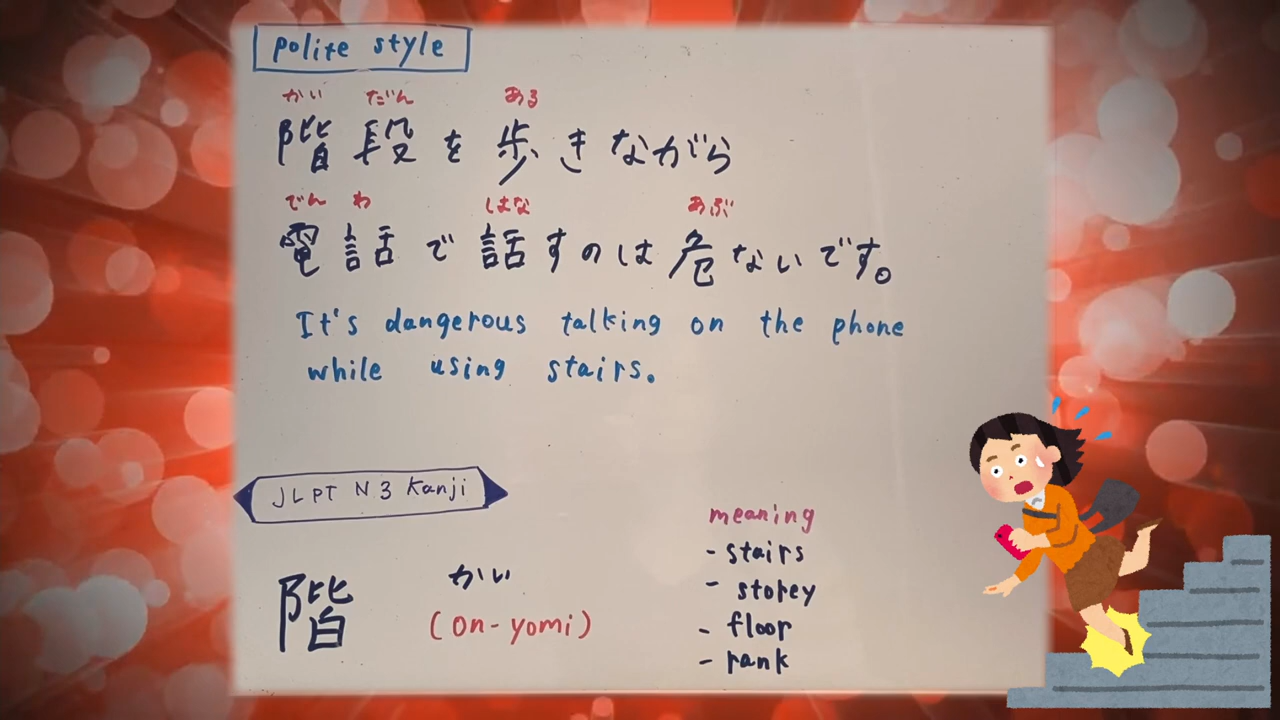 polite style
かい だん ある
階段を歩きながら
でん わ はな あぶ
電話で話すのは危ないです。
It's dangerous talking on the phone
while using stairs.
JLPT N3 Kanji
階
かい
(on-yomi)
meaning
- stairs
- storey
- floor
- rank